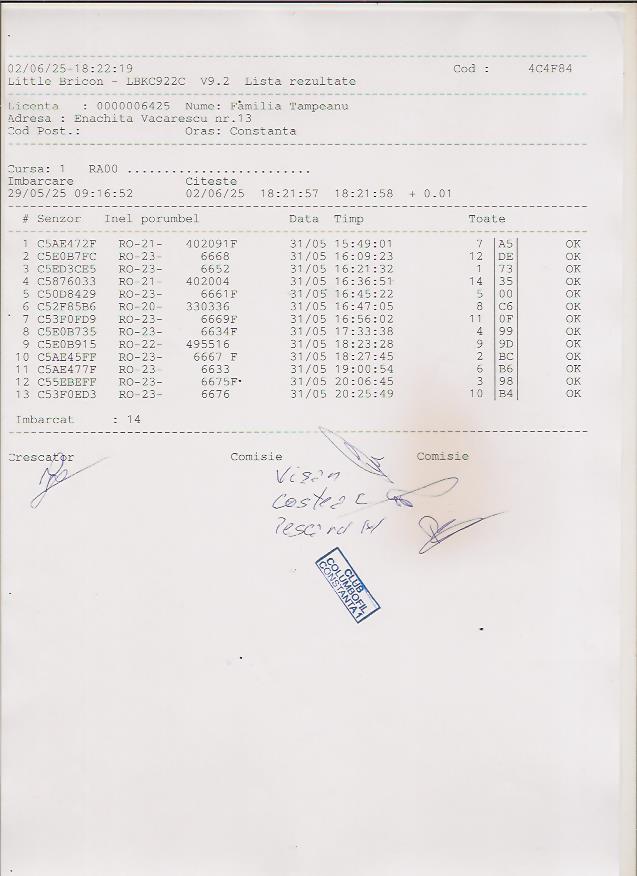 02/06/25-18:22:19 Cod : 4C4F84
Little Bricon - LBKC922C V9.2 Lista rezultate
Licenta : 0000006425 Nume: Familia Tampeanu
Adresa : Enachita Vacarescu nr.13
Cod Post.: Oras: Constanta
Cursa: 1 RA00 .........................
Imbarcare Citeste
29/05/25 09:16:52 02/06/25 18:21:57 18:21:58 + 0.01
# Senzor Inel porumbel Data Timp Toate
1 C5AE472F RO-21- 402091F 31/05 15:49:01 7 |A5| OK
2 C5E0B7FC RO-23- 6668 31/05 16:09:23 12 |DE| OK
3 C5ED3CE5 RO-23- 6652 31/05 16:21:32 1 |73| OK
4 C5876033 RO-21- 402004 31/05 16:36:51 14 |35| OK
5 C50D8429 RO-23- 6661F 31/05 16:45:22 5 |00| OK
6 C52F85B6 RO-20- 330336 31/05 16:47:05 8 |C6| OK
7 C53F0FD9 RO-23- 6669F 31/05 16:56:02 11 |0F| OK
8 C5E0B735 RO-23- 6634F 31/05 17:33:38 4 |99| OK
9 C5E0B915 RO-22- 495516 31/05 18:23:28 9 |9D| OK
10 C5AE45FF RO-23- 6667 F 31/05 18:27:45 2 |BC| OK
11 C5AE477F RO-23- 6633 31/05 19:00:54 6 |B6| OK
12 C55EBEFF RO-23- 6675F 31/05 20:06:45 3 |98| OK
13 C53F0ED3 RO-23- 6676 31/05 20:25:49 10 |B4| OK
Imbarcat : 14
Crescator Comisie Comisie
Visan
Costea C
CLUB
COLUMBOFIL
CONSTANTA 1